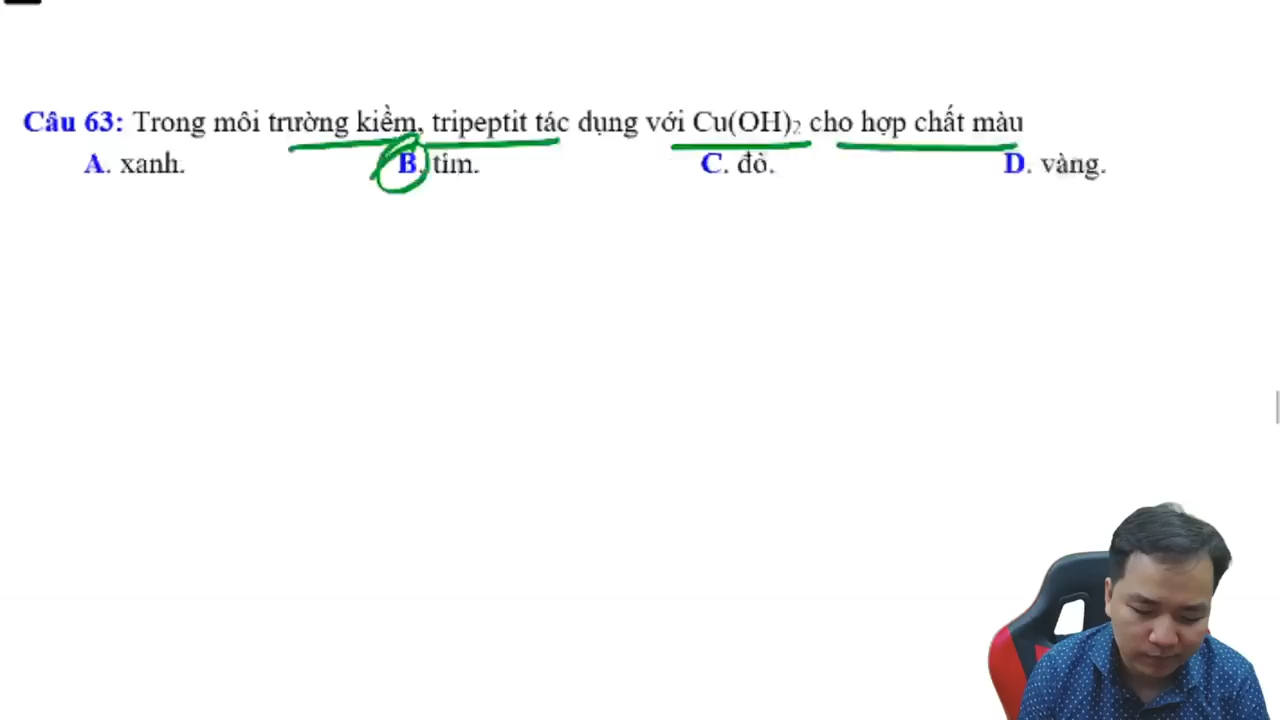 Câu 63: Trong môi trường kiềm, tripeptit tác dụng với Cu(OH)₂ cho hợp chất màu
A. xanh. B. tím. C. đỏ. D. vàng.